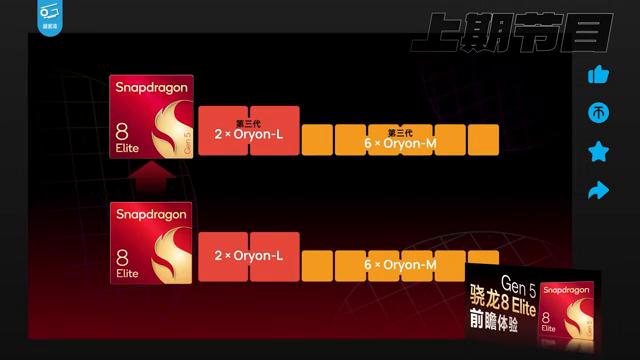 上期节目
Snapdragon
8
Elite
Gen 5
第三代
2 × Oryon-L
第三代
6 × Oryon-M
Snapdragon
8
Elite
2 × Oryon-L
6 × Oryon-M
Gen 5
骁龙8 Elite
前瞻体验
Snapdragon
8
Elite